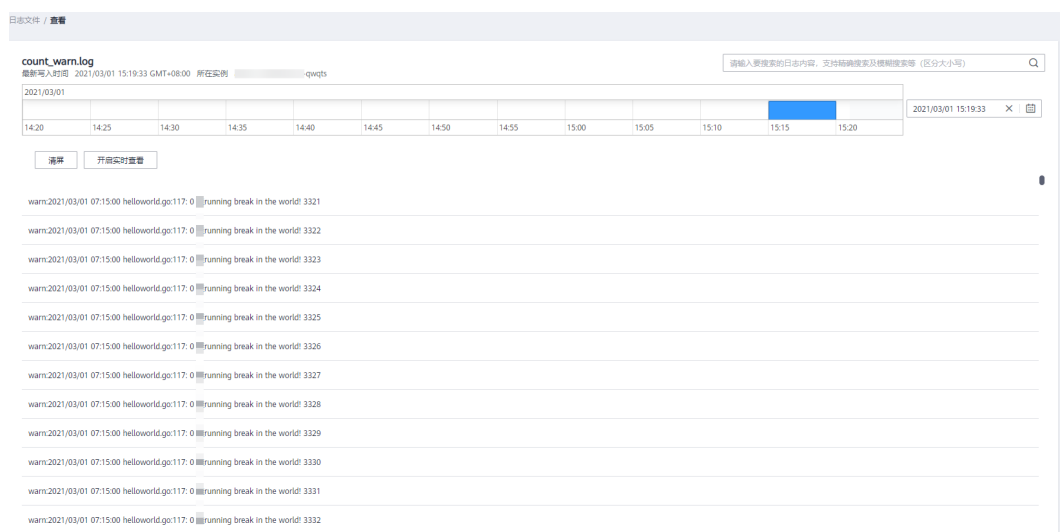 日志文件 / 查看
count_warn.log
最新写入时间 2021/03/01 15:19:33 GMT+08:00 所在实例 -qwqts
请输入要搜索的日志内容，支持精确搜索及模糊搜索等（区分大小写）
2021/03/01
2021/03/01 15:19:33
14:20 14:25 14:30 14:35 14:40 14:45 14:50 14:55 15:00 15:05 15:10 15:15 15:20
清屏 开启实时查看
warn:2021/03/01 07:15:00 helloworld.go:117: 0 running break in the world! 3321
warn:2021/03/01 07:15:00 helloworld.go:117: 0 running break in the world! 3322
warn:2021/03/01 07:15:00 helloworld.go:117: 0 running break in the world! 3323
warn:2021/03/01 07:15:00 helloworld.go:117: 0 running break in the world! 3324
warn:2021/03/01 07:15:00 helloworld.go:117: 0 running break in the world! 3325
warn:2021/03/01 07:15:00 helloworld.go:117: 0 running break in the world! 3326
warn:2021/03/01 07:15:00 helloworld.go:117: 0 running break in the world! 3327
warn:2021/03/01 07:15:00 helloworld.go:117: 0 running break in the world! 3328
warn:2021/03/01 07:15:00 helloworld.go:117: 0 running break in the world! 3329
warn:2021/03/01 07:15:00 helloworld.go:117: 0 running break in the world! 3330
warn:2021/03/01 07:15:00 helloworld.go:117: 0 running break in the world! 3331
warn:2021/03/01 07:15:00 helloworld.go:117: 0 running break in the world! 3332